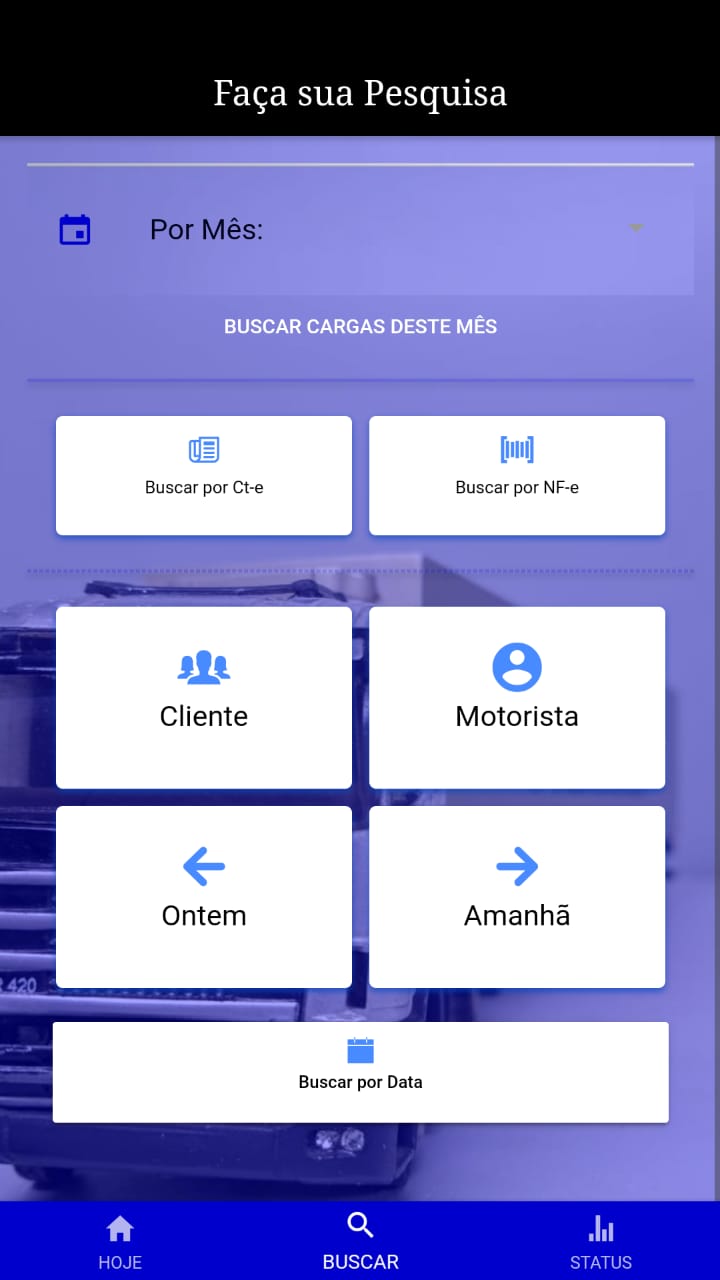 Faça sua Pesquisa
Por Mês:
BUSCAR CARGAS DESTE MÊS
Buscar por Ct-e
Buscar por NF-e
Cliente
Motorista
Ontem
Amanhã
420
Buscar por Data
HOJE
BUSCAR
STATUS